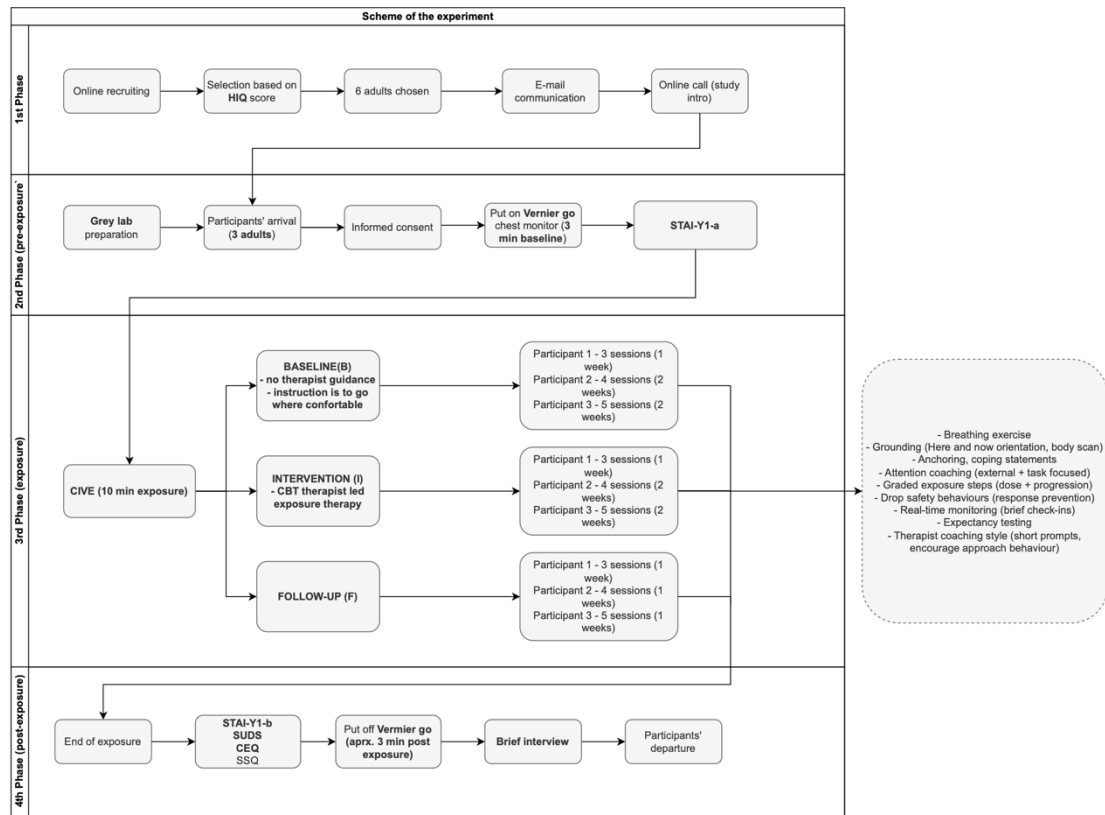 Scheme of the experiment
1st Phase
Online recruiting
Selection based on
HIQ score
6 adults chosen
E-mail
communication
Online call (study
intro)
2nd Phase (pre-exposure`
Grey lab
preparation
Participants' arrival
(3 adults)
Informed consent
Put on Vernier go
chest monitor (3
min baseline)
STAI-Y1-a
3rd Phase (exposure)
CIVE (10 min exposure)
BASELINE(B)
- no therapist guidance
- instruction is to go
where confortable
Participant 1 - 3 sessions (1
week)
Participant 2 - 4 sessions (2
weeks)
Participant 3 - 5 sessions (2
weeks)
INTERVENTION (I)
- CBT therapist led
exposure therapy
Participant 1 - 3 sessions (1
week)
Participant 2 - 4 sessions (2
weeks)
Participant 3 - 5 sessions (2
weeks)
FOLLOW-UP (F)
Participant 1 - 3 sessions (1
week)
Participant 2 - 4 sessions (1
weeks)
Participant 3 - 5 sessions (1
weeks)
- Breathing exercise
- Grounding (Here and now orientation, body scan)
- Anchoring, coping statements
- Attention coaching (external + task focused)
- Graded exposure steps (dose + progression)
- Drop safety behaviours (response prevention)
- Real-time monitoring (brief check-ins)
- Expectancy testing
- Therapist coaching style (short prompts,
encourage approach behaviour)
4th Phase (post-exposure)
End of exposure
STAI-Y1-b
SUDS
CEQ
SSQ
Put off Vermier go
(aprx. 3 min post
exposure)
Brief interview
Participants'
departure